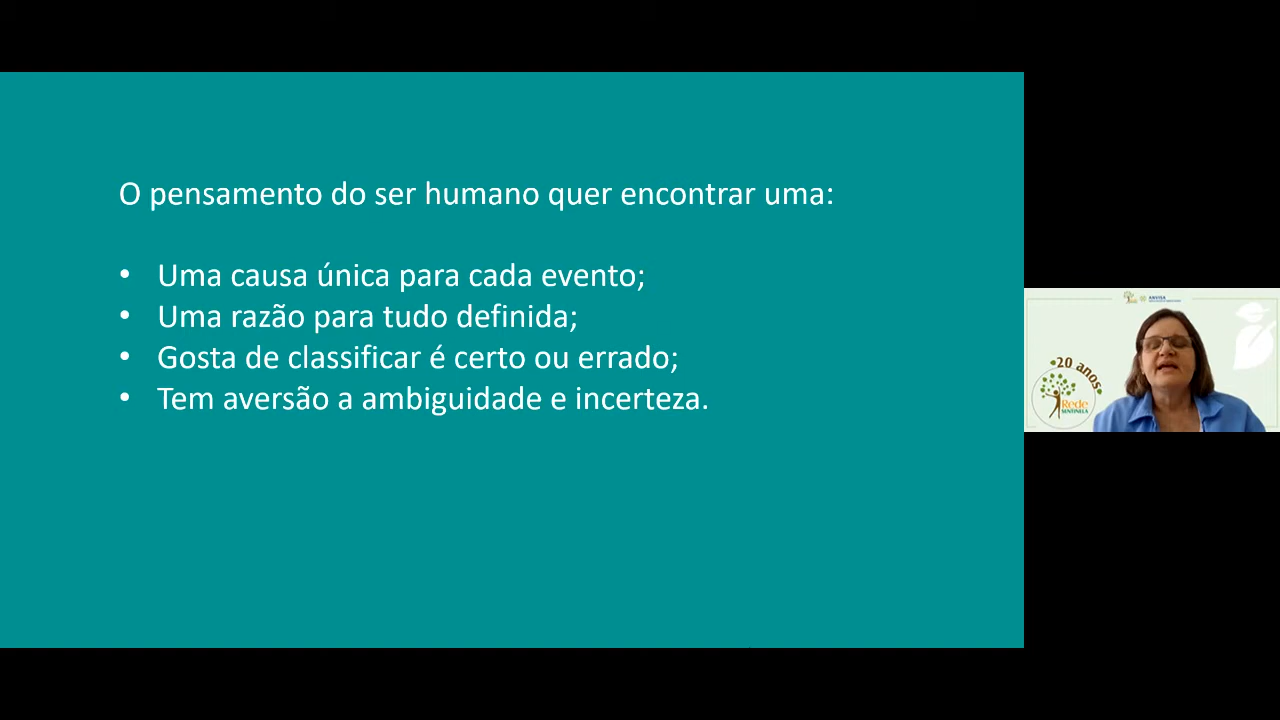 O pensamento do ser humano quer encontrar uma:
• Uma causa única para cada evento;
• Uma razão para tudo definida;
• Gosta de classificar é certo ou errado;
• Tem aversão a ambiguidade e incerteza.
ANVISA
20 anos
Rede
SENTINELA